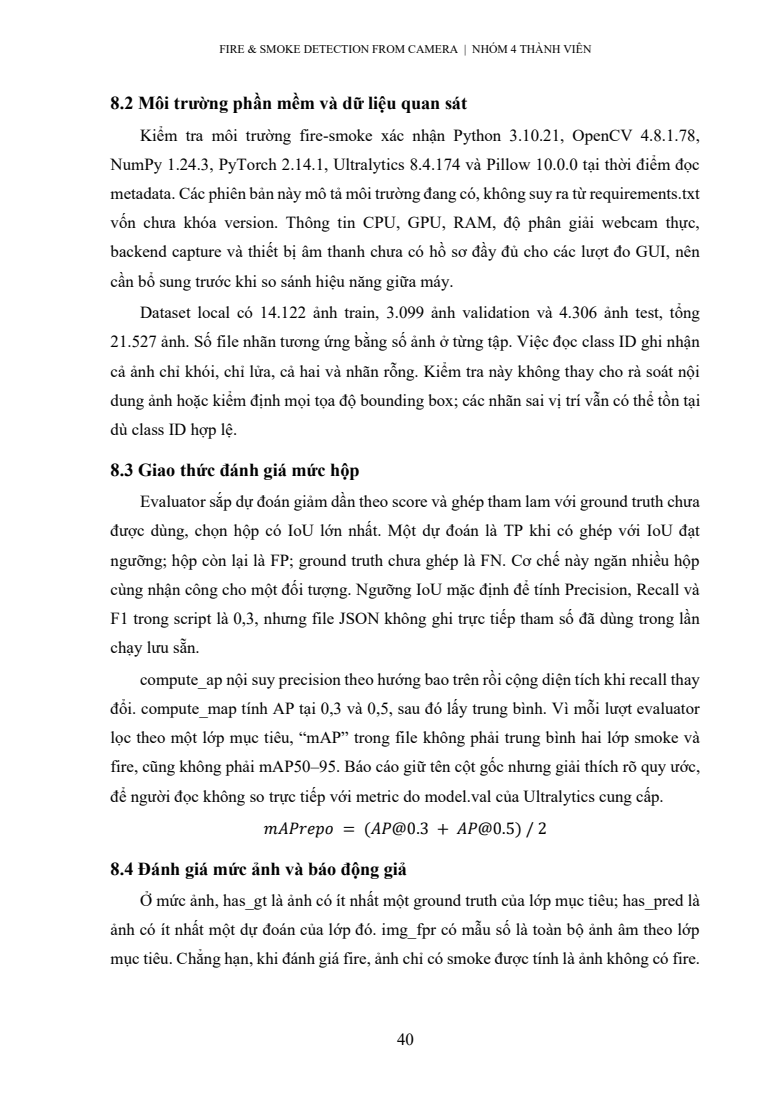 FIRE & SMOKE DETECTION FROM CAMERA | NHÓM 4 THÀNH VIÊN
8.2 Môi trường phần mềm và dữ liệu quan sát
Kiểm tra môi trường fire-smoke xác nhận Python 3.10.21, OpenCV 4.8.1.78,
NumPy 1.24.3, PyTorch 2.14.1, Ultralytics 8.4.174 và Pillow 10.0.0 tại thời điểm đọc
metadata. Các phiên bản này mô tả môi trường đang có, không suy ra từ requirements.txt
vốn chưa khóa version. Thông tin CPU, GPU, RAM, độ phân giải webcam thực,
backend capture và thiết bị âm thanh chưa có hồ sơ đầy đủ cho các lượt đo GUI, nên
cần bổ sung trước khi so sánh hiệu năng giữa máy.
Dataset local có 14.122 ảnh train, 3.099 ảnh validation và 4.306 ảnh test, tổng
21.527 ảnh. Số file nhãn tương ứng bằng số ảnh ở từng tập. Việc đọc class ID ghi nhận
cả ảnh chỉ khói, chỉ lửa, cả hai và nhãn rỗng. Kiểm tra này không thay cho rà soát nội
dung ảnh hoặc kiểm định mọi tọa độ bounding box; các nhãn sai vị trí vẫn có thể tồn tại
dù class ID hợp lệ.
8.3 Giao thức đánh giá mức hộp
Evaluator sắp dự đoán giảm dần theo score và ghép tham lam với ground truth chưa
được dùng, chọn hộp có IoU lớn nhất. Một dự đoán là TP khi có ghép với IoU đạt
ngưỡng; hộp còn lại là FP; ground truth chưa ghép là FN. Cơ chế này ngăn nhiều hộp
cùng nhận công cho một đối tượng. Ngưỡng IoU mặc định để tính Precision, Recall và
F1 trong script là 0,3, nhưng file JSON không ghi trực tiếp tham số đã dùng trong lần
chạy lưu sẵn.
compute_ap nội suy precision theo hướng bao trên rồi cộng diện tích khi recall thay
đổi. compute_map tính AP tại 0,3 và 0,5, sau đó lấy trung bình. Vì mỗi lượt evaluator
lọc theo một lớp mục tiêu, “mAP” trong file không phải trung bình hai lớp smoke và
fire, cũng không phải mAP50–95. Báo cáo giữ tên cột gốc nhưng giải thích rõ quy ước,
để người đọc không so trực tiếp với metric do model.val của Ultralytics cung cấp.
mAPrepo = (AP@0.3 + AP@0.5) / 2
8.4 Đánh giá mức ảnh và báo động giả
Ở mức ảnh, has_gt là ảnh có ít nhất một ground truth của lớp mục tiêu; has_pred là
ảnh có ít nhất một dự đoán của lớp đó. img_fpr có mẫu số là toàn bộ ảnh âm theo lớp
mục tiêu. Chẳng hạn, khi đánh giá fire, ảnh chỉ có smoke được tính là ảnh không có fire.
40